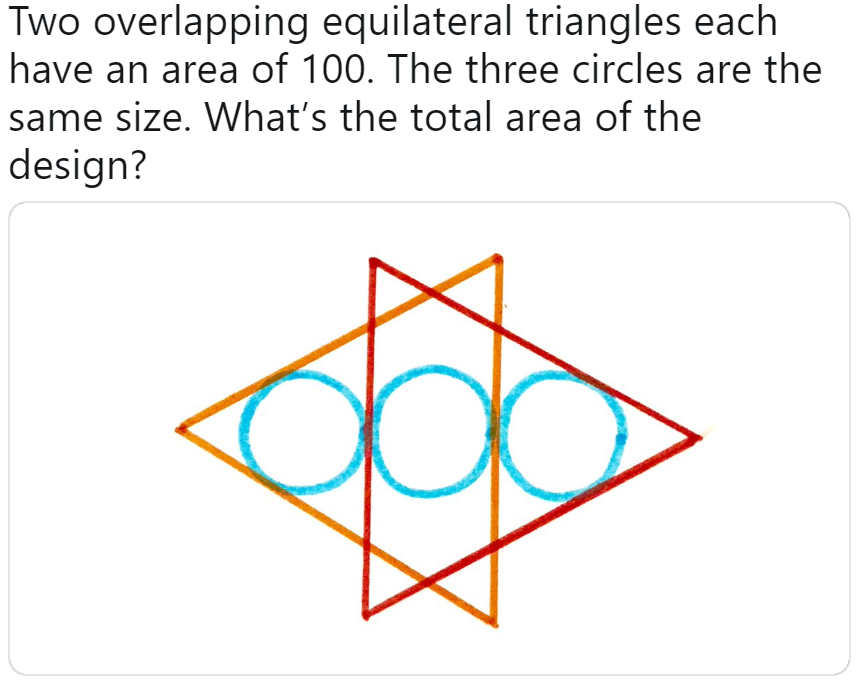 Two overlapping equilateral triangles each
have an area of 100. The three circles are the
same size. What’s the total area of the
design?